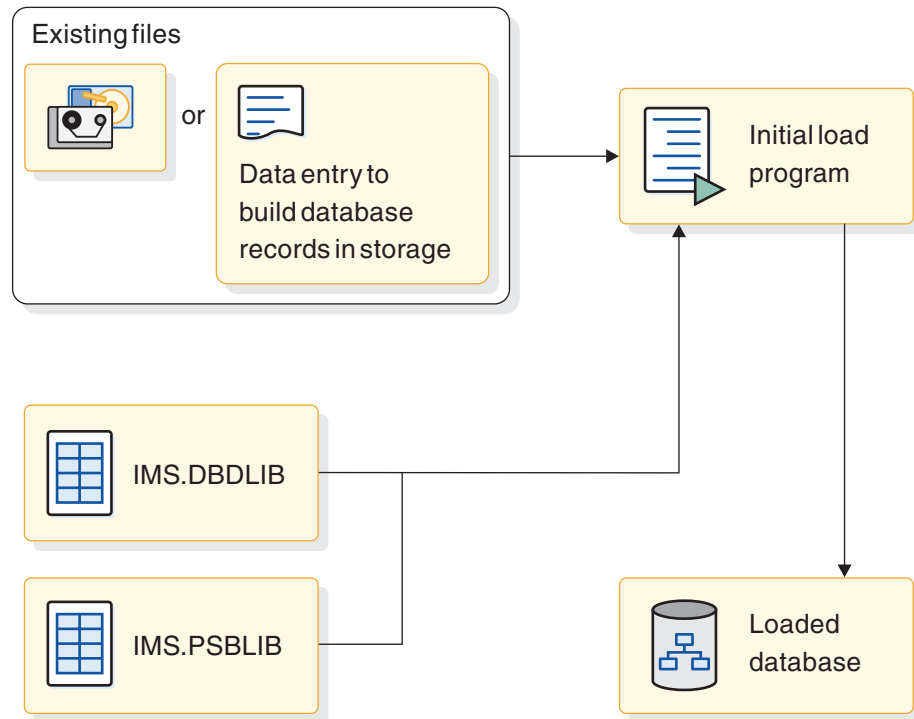 Existing files
or
Data entry to
build database
records in storage
Initial load
program
IMS.DBDLIB
IMS.PSBLIB
Loaded
database